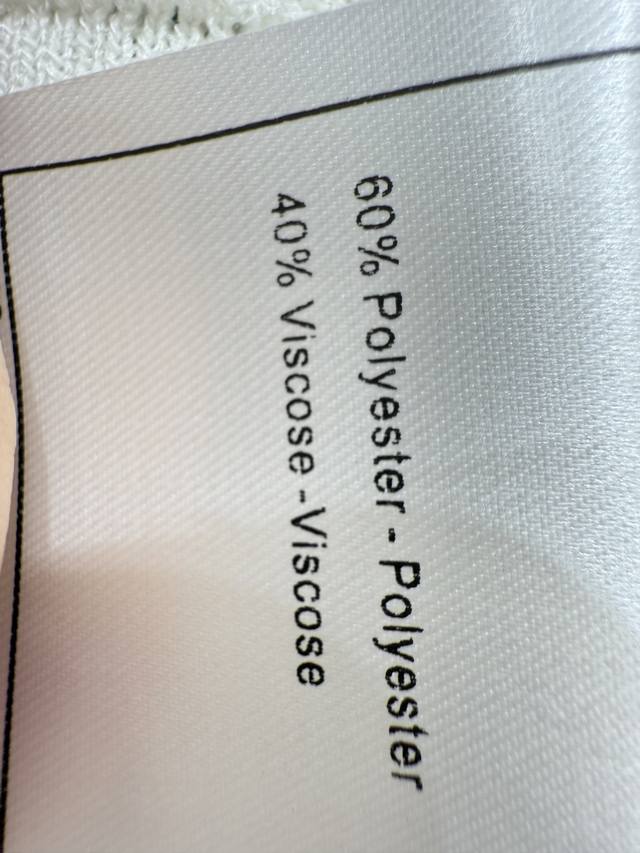 60% Polyester - Polyester
40% Viscose -Viscose